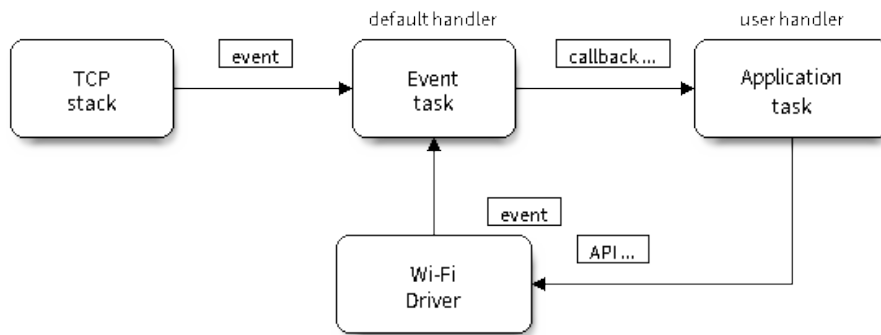 default handler
user handler
event
callback ...
TCP
stack
Event
task
Application
task
event
API ...
Wi-Fi
Driver